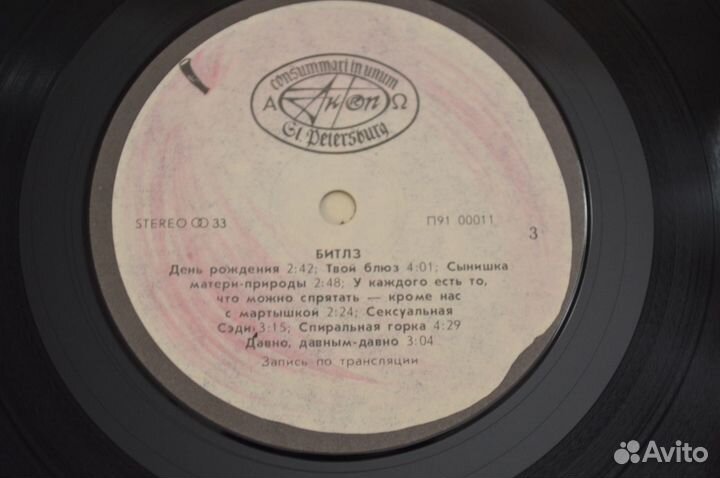 consummari in unum
А Акоп Ω
St. Petersburg
STEREO 33
П91 00011
3
БИТЛЗ
День рождения 2:42; Твой блюз 4:01; Сынишка
матери-природы 2:48; У каждого есть то,
что можно спрятать — кроме нас
с мартышкой 2:24; Сексуальная
Сэди 3:15; Спиральная горка 4:29
Давно, давным-давно 3:04
Запись по трансляции
Avito